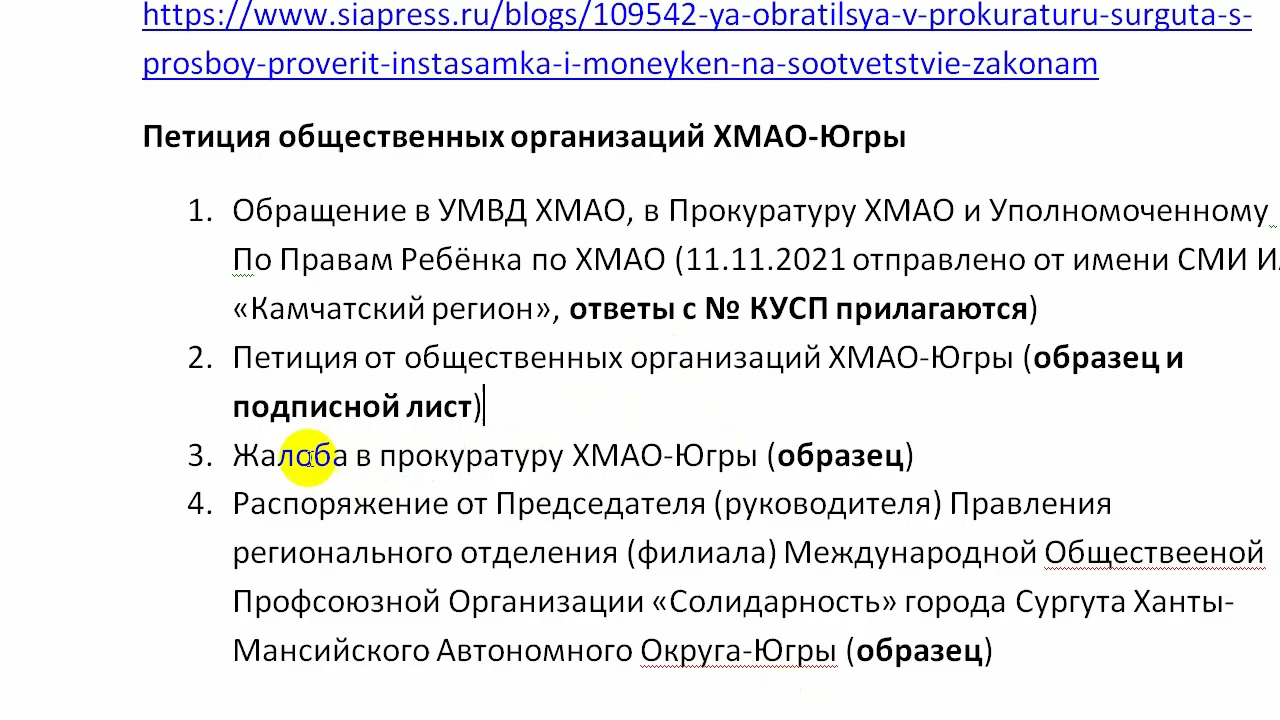 https://www.siapress.ru/blogs/109542-ya-obratilsya-v-prokuraturu-surguta-s-
prosboy-proverit-instasamka-i-moneyken-na-sootvetstvie-zakonam
Петиция общественных организаций ХМАО-Югры
1. Обращение в УМВД ХМАО, в Прокуратуру ХМАО и Уполномоченному
По Правам Ребёнка по ХМАО (11.11.2021 отправлено от имени СМИ
«Камчатский регион», ответы с № КУСП прилагаются)
2. Петиция от общественных организаций ХМАО-Югры (образец и
подписной лист)
3. Жалоба в прокуратуру ХМАО-Югры (образец)
4. Распоряжение от Председателя (руководителя) Правления
регионального отделения (филиала) Международной Обществееной
Профсоюзной Организации «Солидарность» города Сургута Ханты-
Мансийского Автономного Округа-Югры (образец)